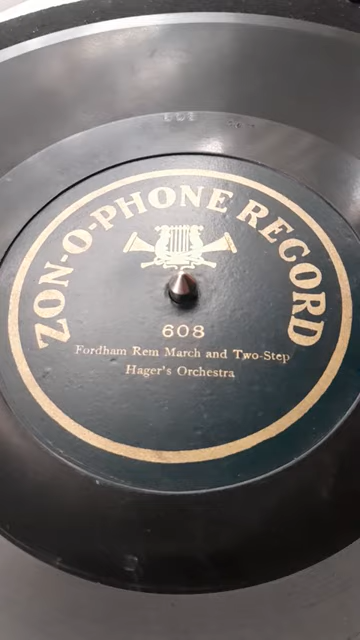 ZON-O-PHONE RECORD
608
Fordham Rem March and Two-Step
Hager's Orchestra